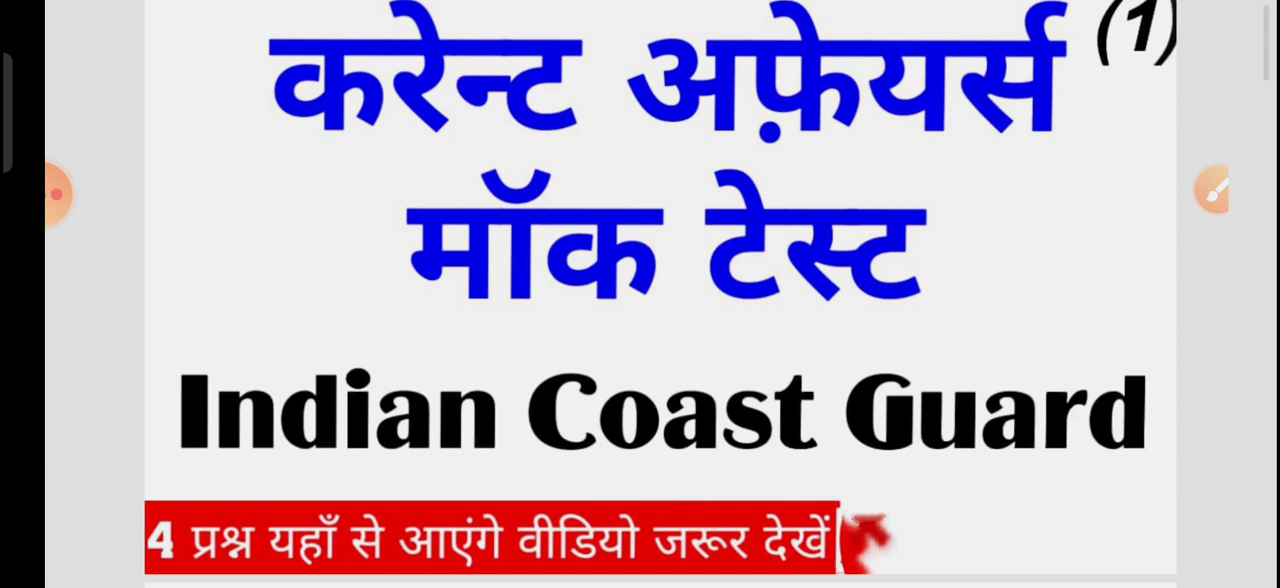 करेन्ट अफ़ेयर्स (1)
मॉक टेस्ट
Indian Coast Guard
4 प्रश्न यहाँ से आएंगे वीडियो जरूर देखें